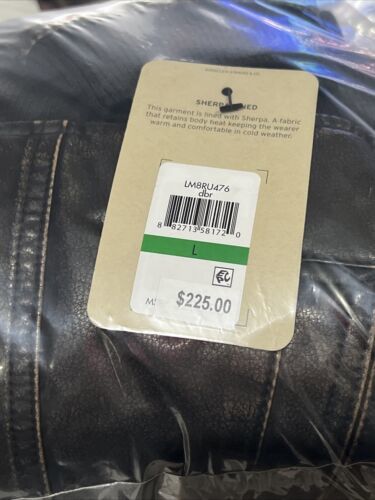 SHERPA LINED
This garment is lined with Sherpa. A fabric
that retains body heat keeping the wearer
warm and comfortable in cold weather.
LM8RU476
dbr
8 82713 58172 0
L
$225.00